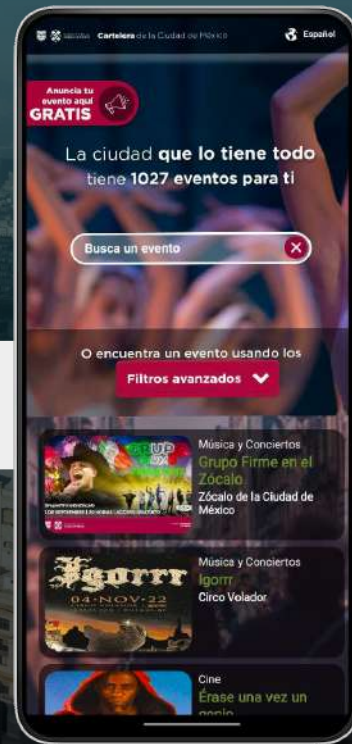 Cartelera de la Ciudad de México
Español
Anuncia tu
evento aquí
GRATIS
La ciudad que lo tiene todo
tiene 1027 eventos para ti
Busca un evento
O encuentra un evento usando los
Filtros avanzados
Música y Conciertos
Grupo Firme en el
Zócalo
Zócalo de la Ciudad de
México
Igorrr
04·NOV·22
Música y Conciertos
Igorrr
Circo Volador
Cine
Érase una vez un
genio